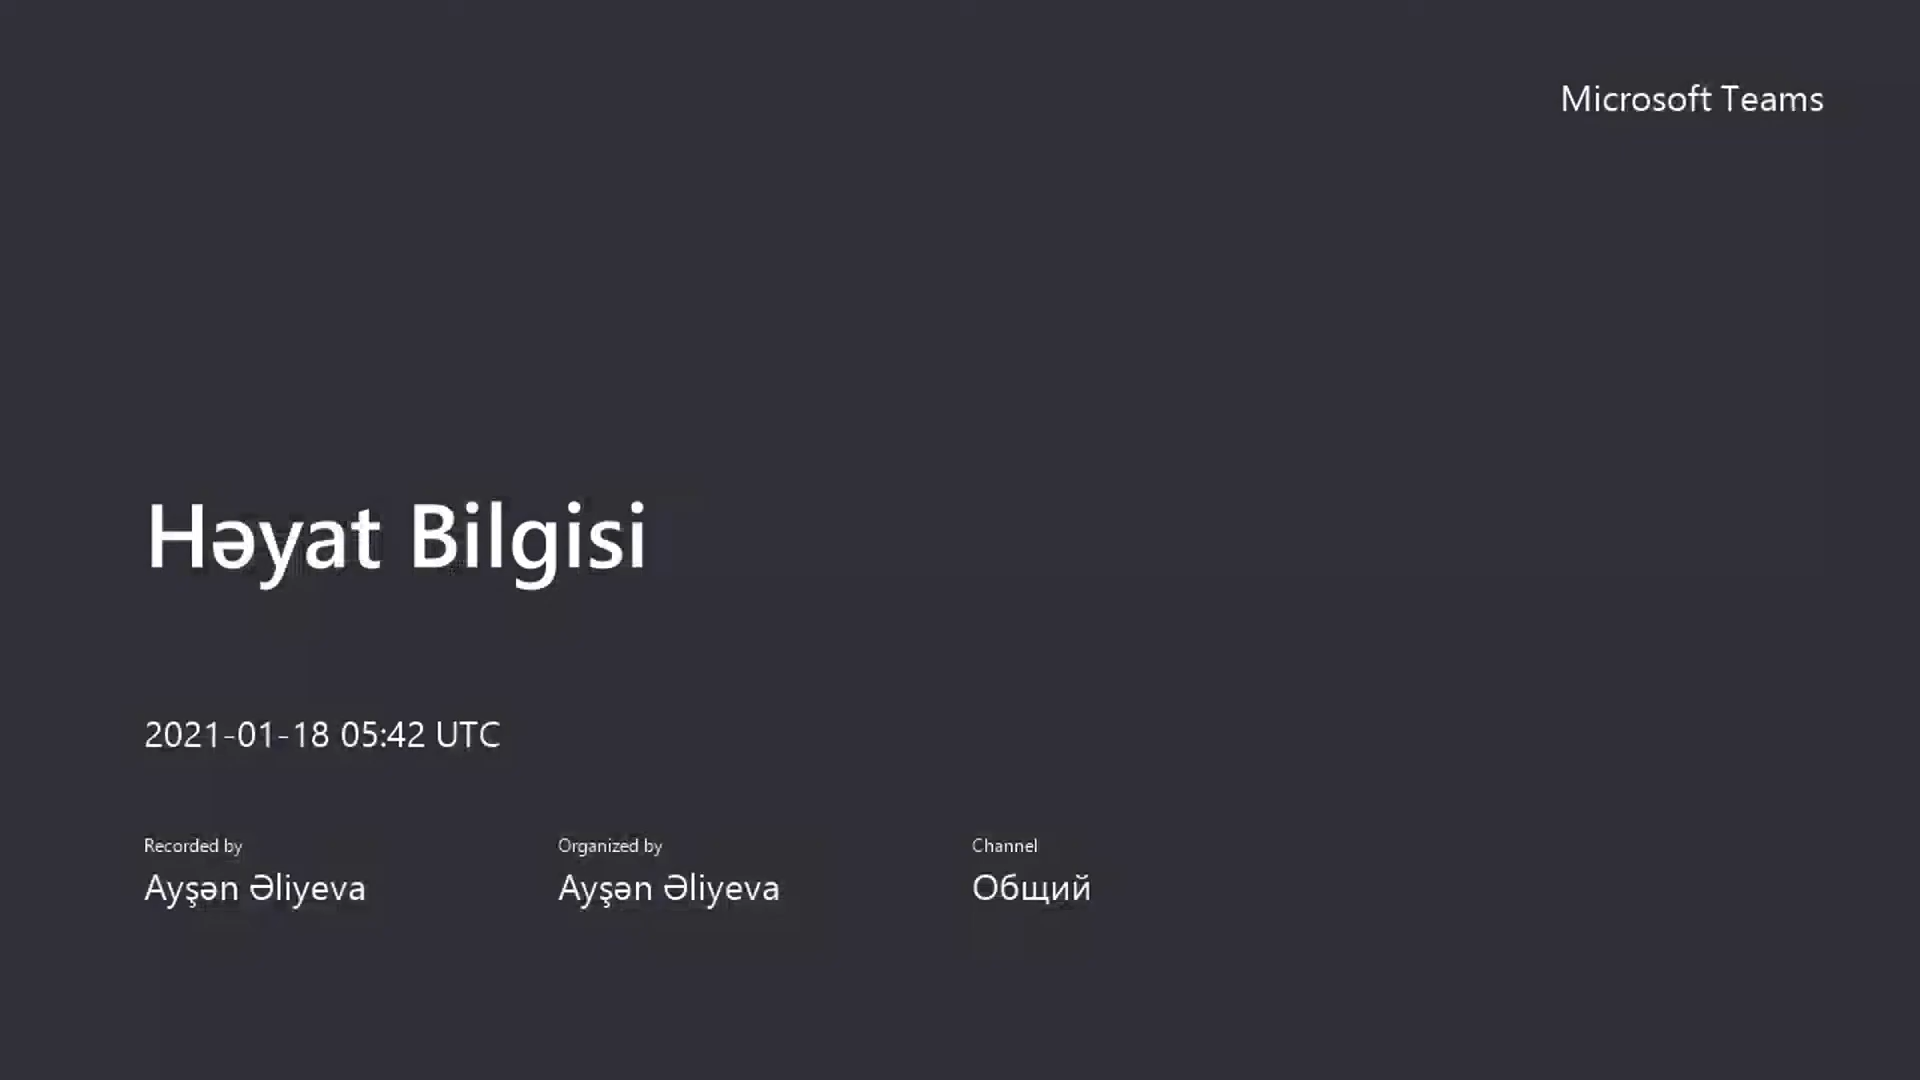 Microsoft Teams
Həyat Bilgisi
2021-01-18 05:42 UTC
Recorded by
Ayşən Əliyeva
Organized by
Ayşən Əliyeva
Channel
Общий